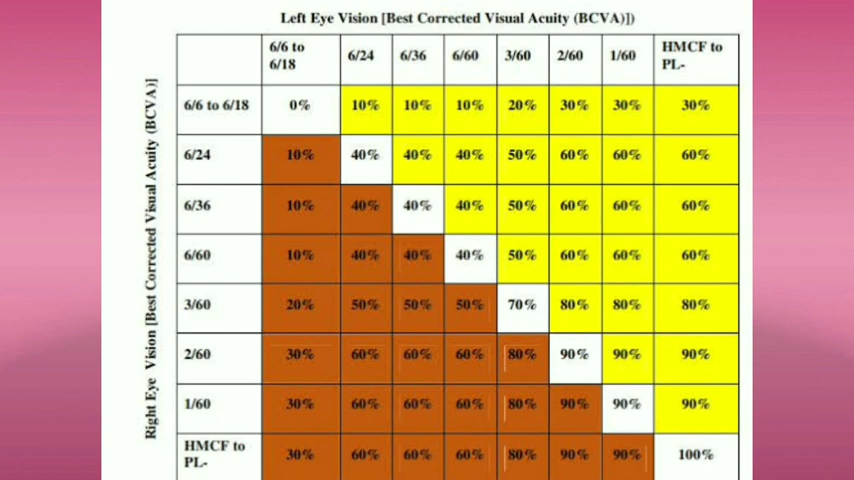 Left Eye Vision [Best Corrected Visual Acuity (BCVA)])
Right Eye Vision [Best Corrected Visual Acuity (BCVA)]
6/6 to 6/18 6/24 6/36 6/60 3/60 2/60 1/60 HMCF to PL-
6/6 to 6/18 0% 10% 10% 10% 20% 30% 30% 30%
6/24 10% 40% 40% 40% 50% 60% 60% 60%
6/36 10% 40% 40% 40% 50% 60% 60% 60%
6/60 10% 40% 40% 40% 50% 60% 60% 60%
3/60 20% 50% 50% 50% 70% 80% 80% 80%
2/60 30% 60% 60% 60% 80% 90% 90% 90%
1/60 30% 60% 60% 60% 80% 90% 90% 90%
HMCF to PL- 30% 60% 60% 60% 80% 90% 90% 100%